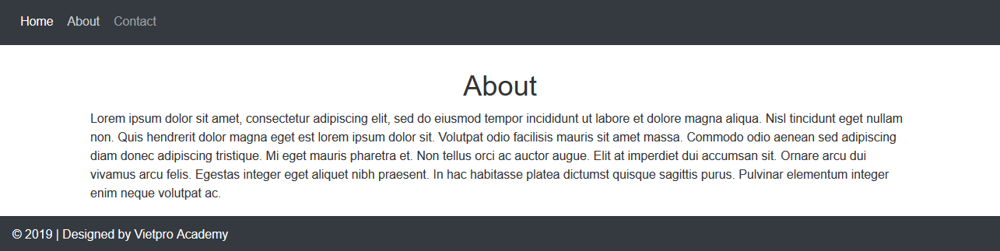 Home About Contact
About
Lorem ipsum dolor sit amet, consectetur adipiscing elit, sed do eiusmod tempor incididunt ut labore et dolore magna aliqua. Nisl tincidunt eget nullam
non. Quis hendrerit dolor magna eget est lorem ipsum dolor sit. Volutpat odio facilisis mauris sit amet massa. Commodo odio aenean sed adipiscing
diam donec adipiscing tristique. Mi eget mauris pharetra et. Non tellus orci ac auctor augue. Elit at imperdiet dui accumsan sit. Ornare arcu dui
vivamus arcu felis. Egestas integer eget aliquet nibh praesent. In hac habitasse platea dictumst quisque sagittis purus. Pulvinar elementum integer
enim neque volutpat ac.
© 2019 | Designed by Vietpro Academy